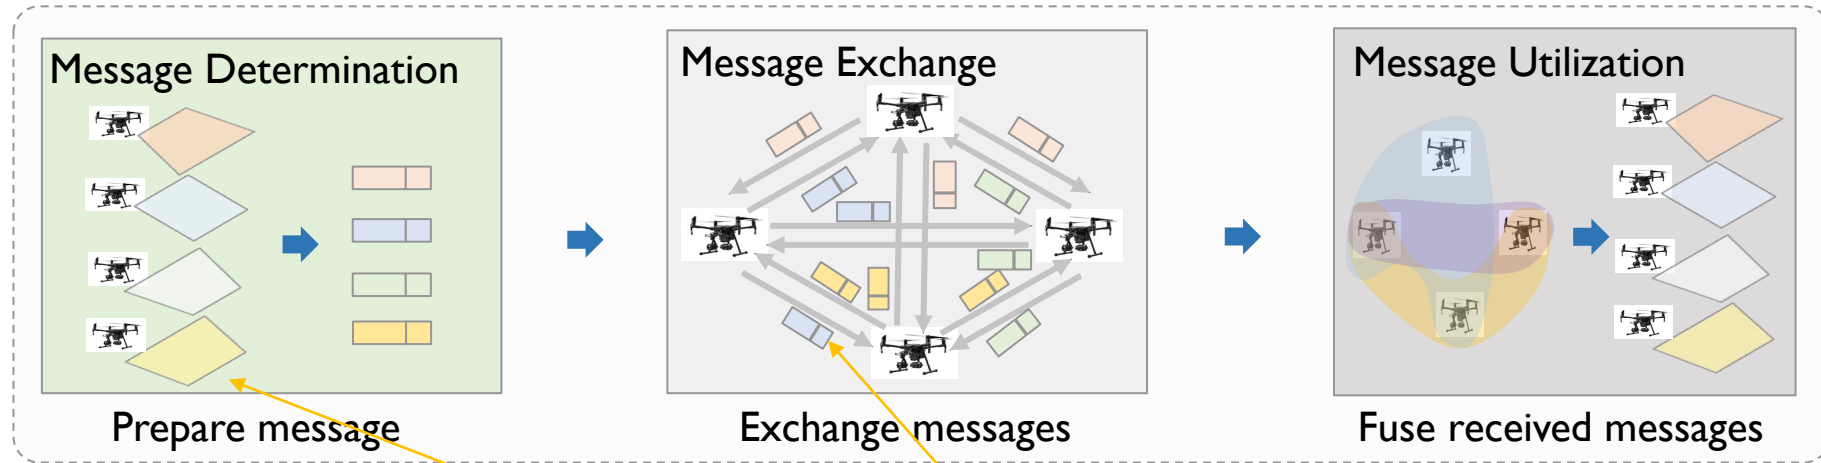 Message Determination
Message Exchange
Message Utilization
Prepare message
Exchange messages
Fuse received messages